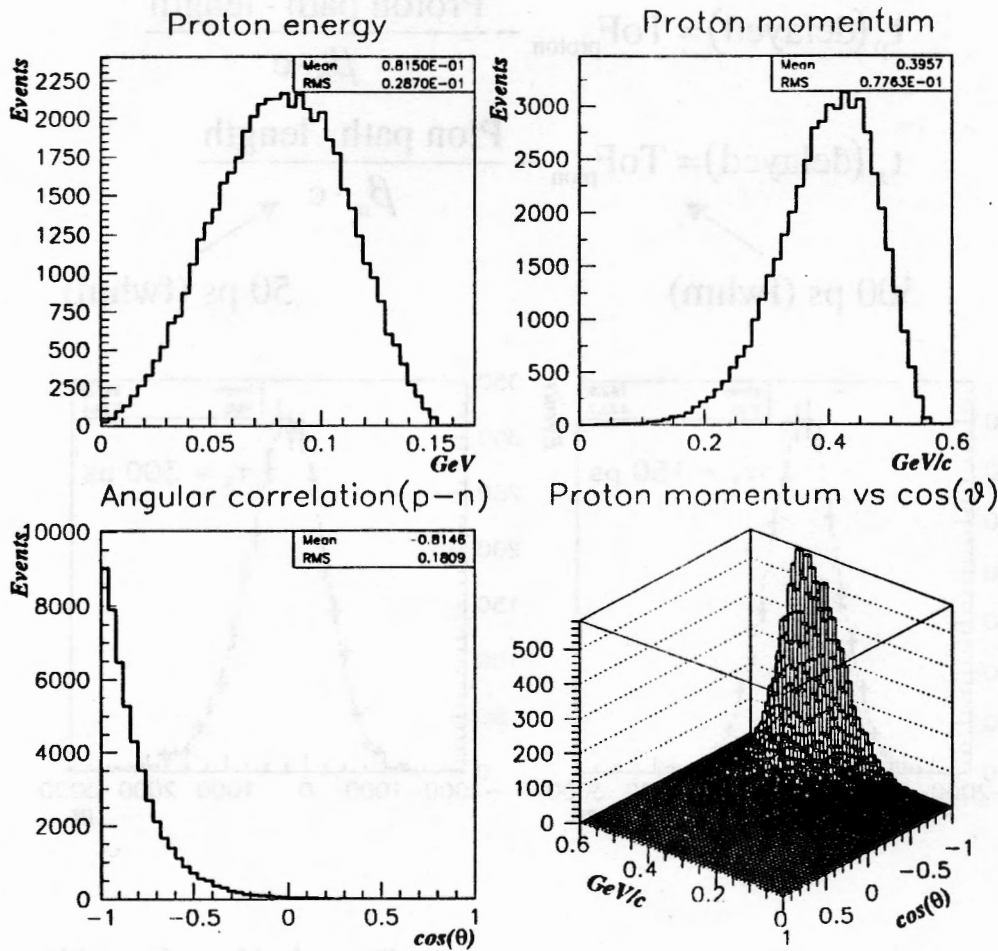 Proton energy
Events
Mean 0.8150E-01
RMS 0.2870E-01
2250
2000
1750
1500
1250
1000
750
500
250
0
0 0.05 0.1 0.15
GeV
Proton momentum
Events
Mean 0.3957
RMS 0.7763E-01
3000
2500
2000
1500
1000
500
0
0 0.2 0.4 0.6
GeV/c
Angular correlation(p-n)
Events
Mean -0.8146
RMS 0.1809
10000
8000
6000
4000
2000
0
-1 -0.5 0 0.5 1
cos(θ)
Proton momentum vs cos(ϑ)
500
400
300
200
100
0
0.6 0.4 0.2 0
GeV/c
1 0.5 0 -0.5 -1
cos(θ)